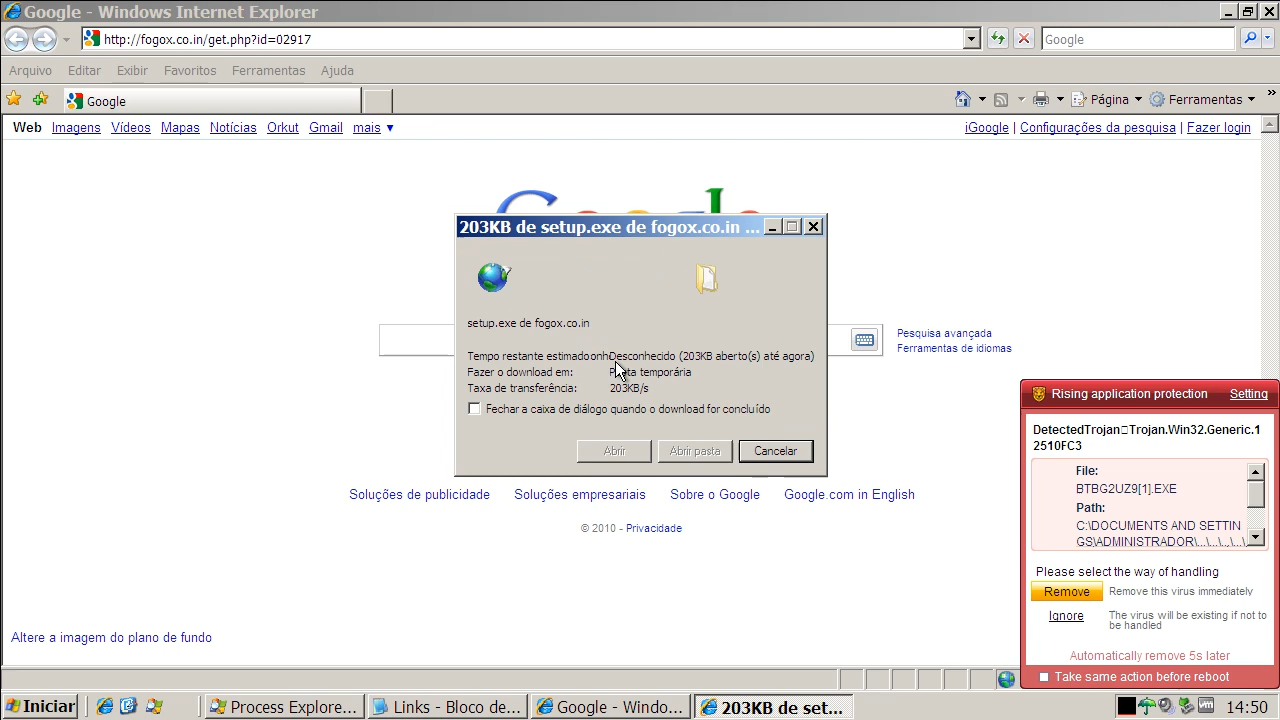 Google - Windows Internet Explorer
http://fogox.co.in/get.php?id=02917
Google
Arquivo Editar Exibir Favoritos Ferramentas Ajuda
Google
Página Ferramentas »
Web Imagens Vídeos Mapas Notícias Orkut Gmail mais ▼
iGoogle | Configurações da pesquisa | Fazer login
203KB de setup.exe de fogox.co.in ...
setup.exe de fogox.co.in
Tempo restante estimadoonhDesconhecido (203KB aberto(s) até agora)
Fazer o download em: Pasta temporária
Taxa de transferência: 203KB/s
Fechar a caixa de diálogo quando o download for concluído
Abrir Abrir pasta Cancelar
Pesquisa avançada
Ferramentas de idiomas
Soluções de publicidade Soluções empresariais Sobre o Google Google.com in English
© 2010 - Privacidade
Altere a imagem do plano de fundo
Rising application protection Setting
DetectedTrojan Trojan.Win32.Generic.1
2510FC3
File:
BTBG2UZ9[1].EXE
Path:
C:\DOCUMENTS AND SETTIN
GS\ADMINISTRADOR\...\...\..,\...\
Please select the way of handling
Remove Remove this virus immediately
Ignore The virus will be existing if not to
be handled
Automatically remove 5s later
Take same action before reboot
Iniciar Process Explore... Links - Bloco de... Google - Windo... 203KB de set... 14:50